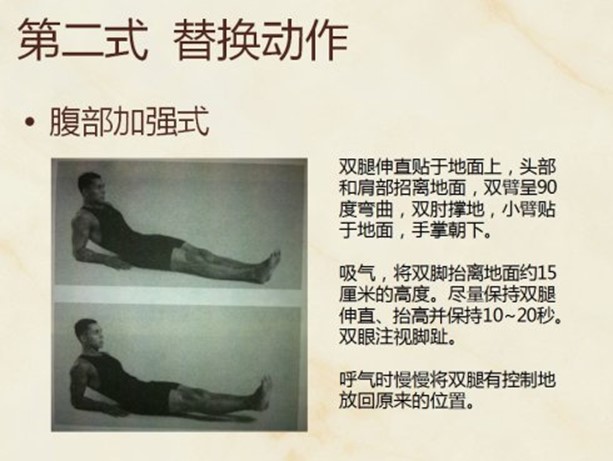 第二式 替换动作
• 腹部加强式
双腿伸直贴于地面上，头部
和肩部招离地面，双臂呈90
度弯曲，双肘撑地，小臂贴
于地面，手掌朝下。
吸气，将双脚抬离地面约15
厘米的高度。尽量保持双腿
伸直、抬高并保持10~20秒。
双眼注视脚趾。
呼气时慢慢将双腿有控制地
放回原来的位置。